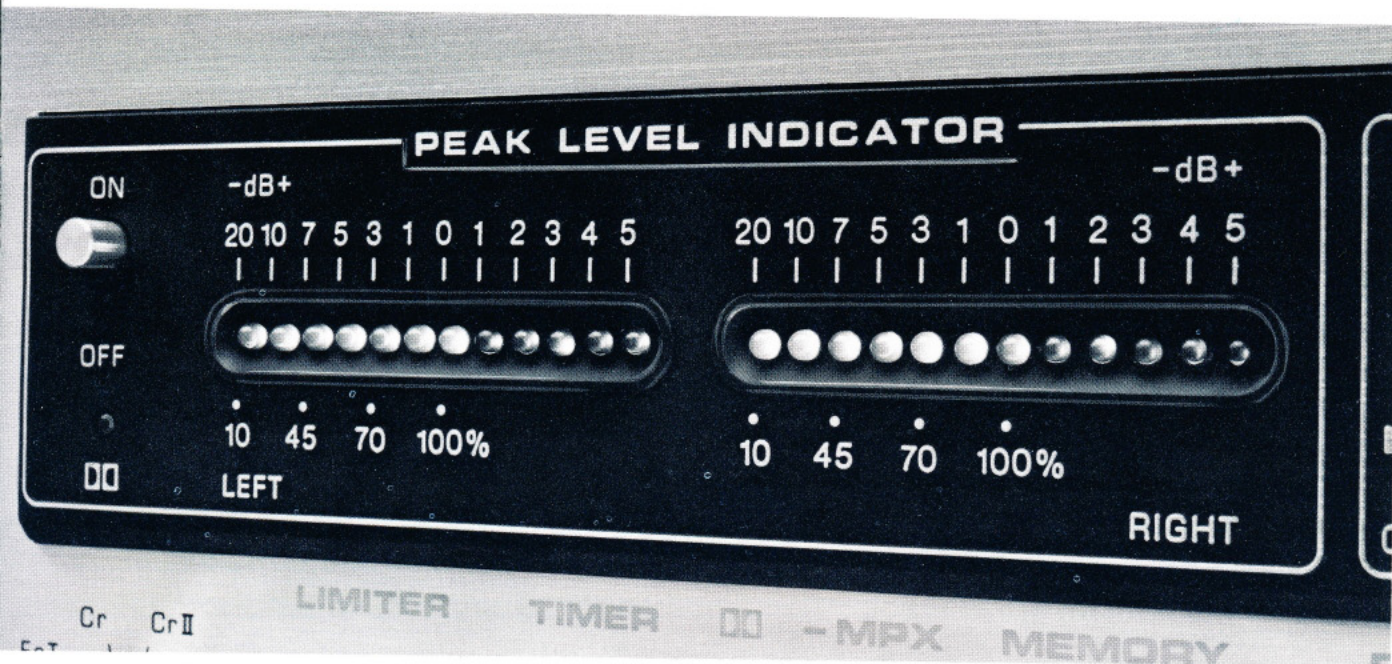 PEAK LEVEL INDICATOR
ON
-dB+
-dB+
20 10 7 5 3 1 0 1 2 3 4 5
20 10 7 5 3 1 0 1 2 3 4 5
OFF
10 45 70 100%
10 45 70 100%
LEFT
RIGHT
LIMITER TIMER -MPX MEMORY
Cr CrII